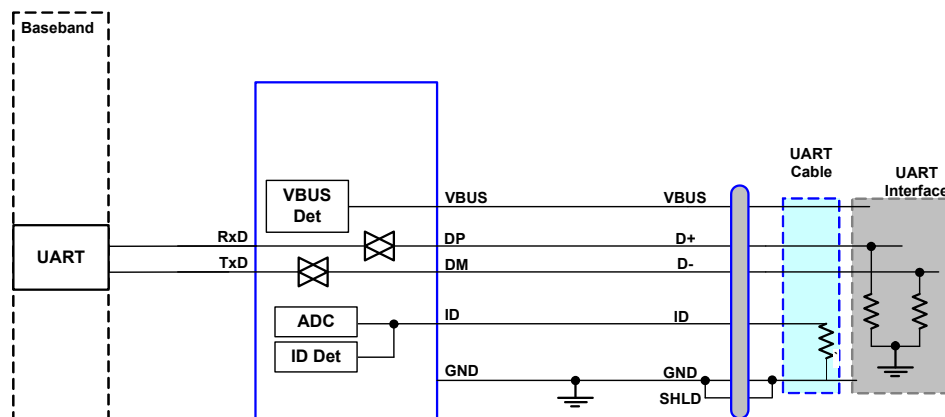 Baseband
UART
Cable
UART
Interface
VBUS
Det
VBUS
VBUS
RxD
DP
D+
UART
TxD
DM
D-
ADC
ID
ID
ID Det
GND
GND
SHLD